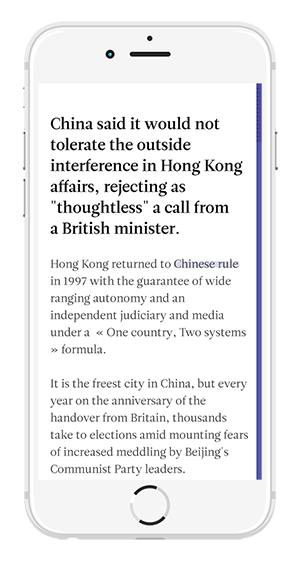 China said it would not
tolerate the outside
interference in Hong Kong
affairs, rejecting as
"thoughtless" a call from
a British minister.
Hong Kong returned to Chinese rule
in 1997 with the guarantee of wide
ranging autonomy and an
independent judiciary and media
under a « One country, Two systems
» formula.
It is the freest city in China, but every
year on the anniversary of the
handover from Britain, thousands
take to elections amid mounting fears
of increased meddling by Beijing's
Communist Party leaders.